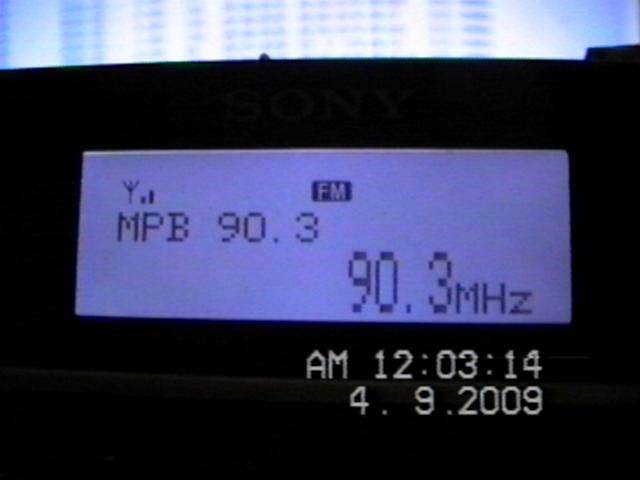 SONY
FM
MPB 90.3
90.3MHz
AM 12:03:14
4. 9.2009